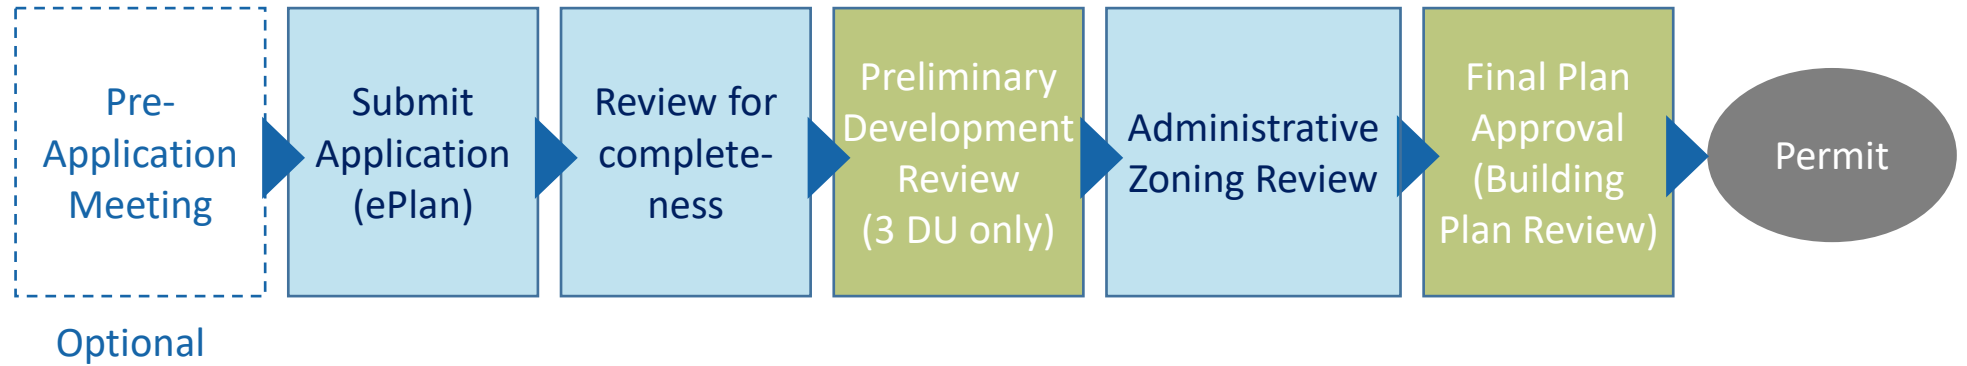 Pre-
Application
Meeting
Optional
Submit
Application
(ePlan)
Review for
complete-
ness
Preliminary
Development
Review
(3 DU only)
Administrative
Zoning Review
Final Plan
Approval
(Building
Plan Review)
Permit